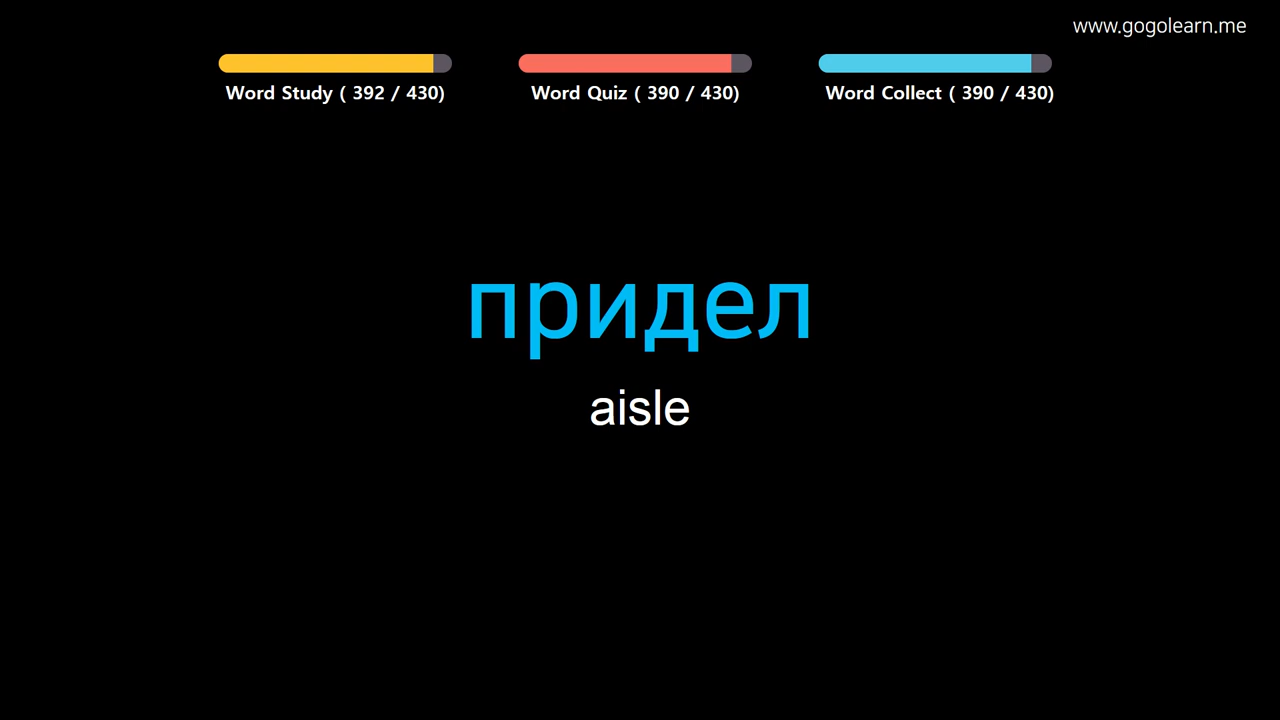 www.gogolearn.me
Word Study ( 392 / 430)
Word Quiz ( 390 / 430)
Word Collect ( 390 / 430)
придел
aisle